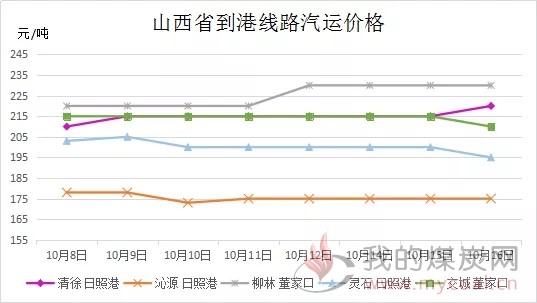 山西省到港线路汽运价格
元/吨
245
235
225
215
205
195
185
175
165
155
10月8日 10月9日 10月10日 10月11日 10月12日 10月13日 10月14日 10月15日 10月16日
清徐 日照港 沁源 日照港 柳林 董家口 灵石 日照港 交城 董家口
我的煤炭网